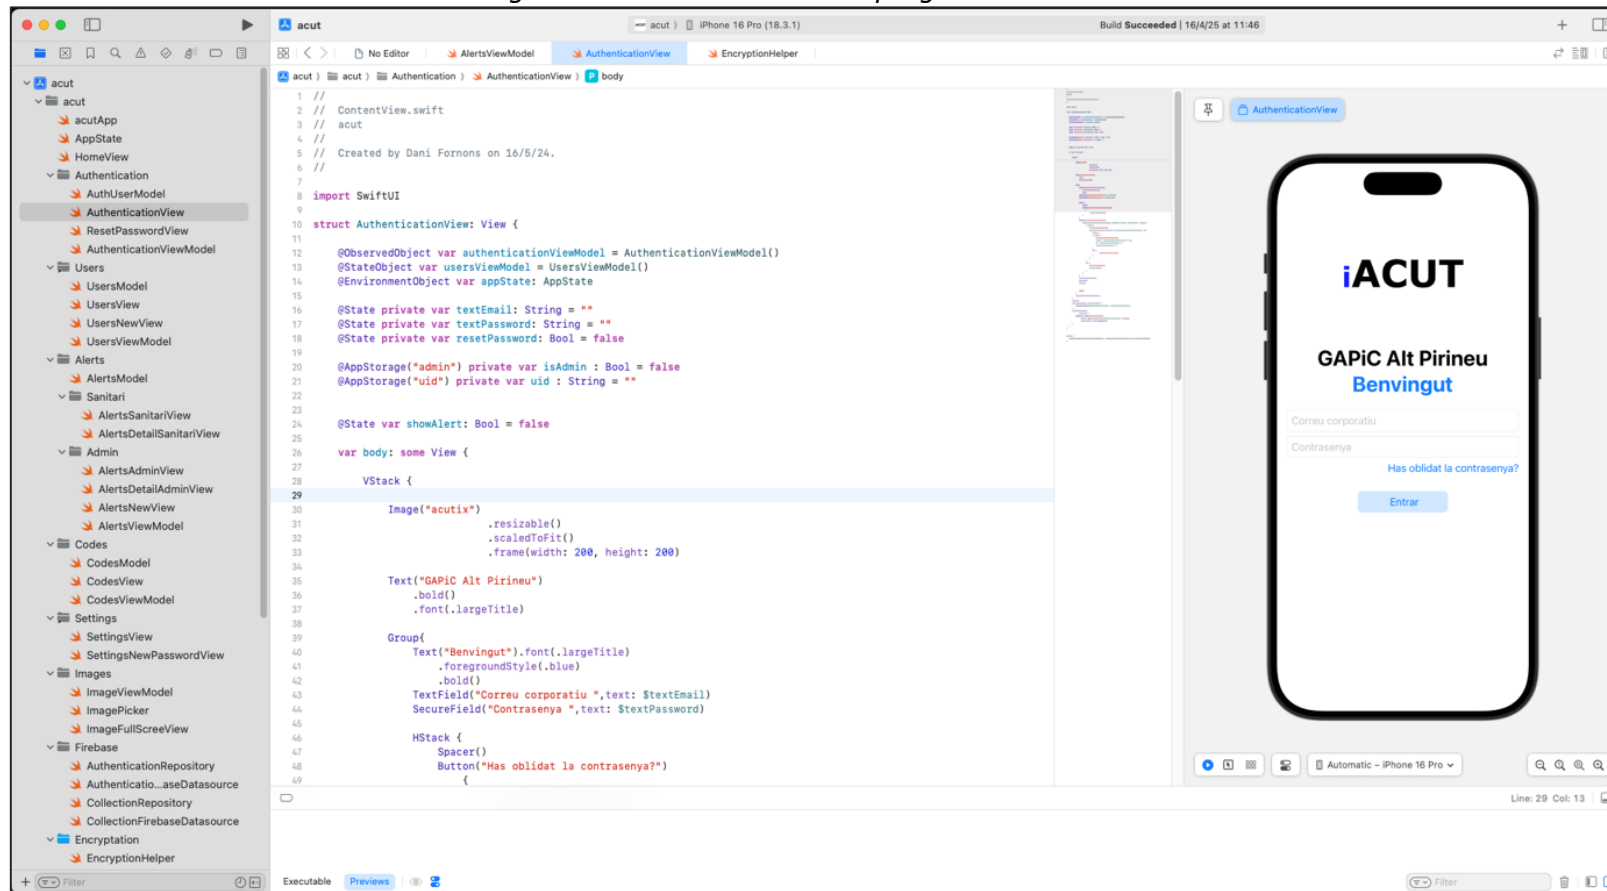 acut
acut
iPhone 16 Pro (18.3.1)
Build Succeeded | 16/4/25 at 11:46
No Editor
AlertsViewModel
AuthenticationView
EncryptionHelper
acut
acut
Authentication
AuthenticationView
body
acut
acut
acutApp
AppState
HomeView
Authentication
AuthUserModel
AuthenticationView
ResetPasswordView
AuthenticationViewModel
Users
UsersModel
UsersView
UsersNewView
UsersViewModel
Alerts
AlertsModel
Sanitari
AlertsSanitariView
AlertsDetailSanitariView
Admin
AlertsAdminView
AlertsDetailAdminView
AlertsNewView
AlertsViewModel
Codes
CodesModel
CodesView
CodesViewModel
Settings
SettingsView
SettingsNewPasswordView
Images
ImageViewModel
ImagePicker
ImageFullScreeView
Firebase
AuthenticationRepository
Authenticatio...aseDatasource
CollectionRepository
CollectionFirebaseDatasource
Encryptation
EncryptionHelper
Filter
1 //
2 // ContentView.swift
3 // acut
4 //
5 // Created by Dani Fornons on 16/5/24.
6 //
7
8 import SwiftUI
9
10 struct AuthenticationView: View {
11
12 @ObservedObject var authenticationViewModel = AuthenticationViewModel()
13 @StateObject var usersViewModel = UsersViewModel()
14 @EnvironmentObject var appState: AppState
15
16 @State private var textEmail: String = ""
17 @State private var textPassword: String = ""
18 @State private var resetPassword: Bool = false
19
20 @AppStorage("admin") private var isAdmin : Bool = false
21 @AppStorage("uid") private var uid : String = ""
22
23
24 @State var showAlert: Bool = false
25
26 var body: some View {
27
28 VStack {
29
30 Image("acutix")
31 .resizable()
32 .scaledToFit()
33 .frame(width: 200, height: 200)
34
35 Text("GAPiC Alt Pirineu")
36 .bold()
37 .font(.largeTitle)
38
39 Group{
40 Text("Benvingut").font(.largeTitle)
41 .foregroundStyle(.blue)
42 .bold()
43 TextField("Correu corporatiu ",text: $textEmail)
44 SecureField("Contrasenya ",text: $textPassword)
45
46 HStack {
47 Spacer()
48 Button("Has oblidat la contrasenya?")
49 {
AuthenticationView
iACUT
GAPiC Alt Pirineu
Benvingut
Correu corporatiu
Contrasenya
Has oblidat la contrasenya?
Entrar
Automatic – iPhone 16 Pro
Line: 29 Col: 13
Executable
Previews
Filter